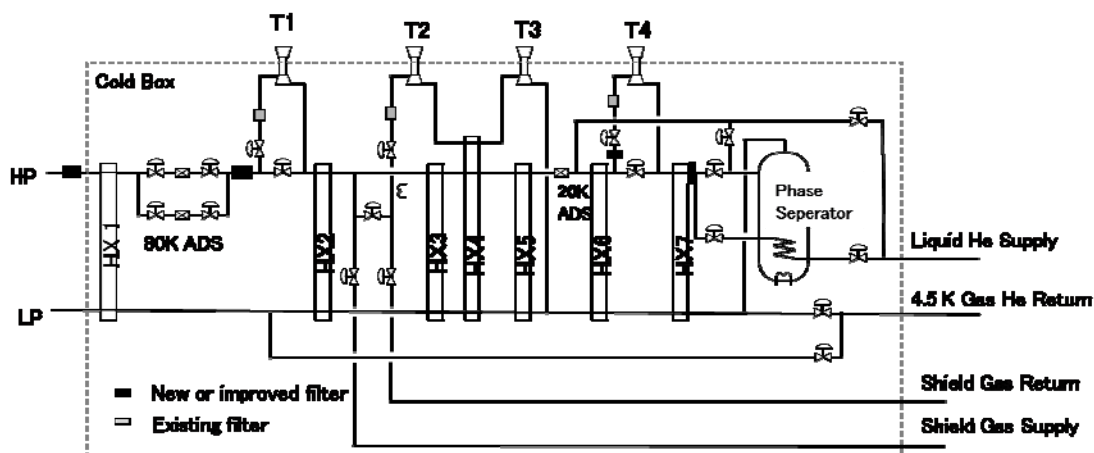 T1
T2
T3
T4
Cold Box
HP
HX 1
80K ADS
HX2
ε
HX3
HX4
HX5
20K
ADS
HX6
HX7
Phase
Seperator
Liquid He Supply
4.5 K Gas He Return
LP
New or improved filter
Existing filter
Shield Gas Return
Shield Gas Supply